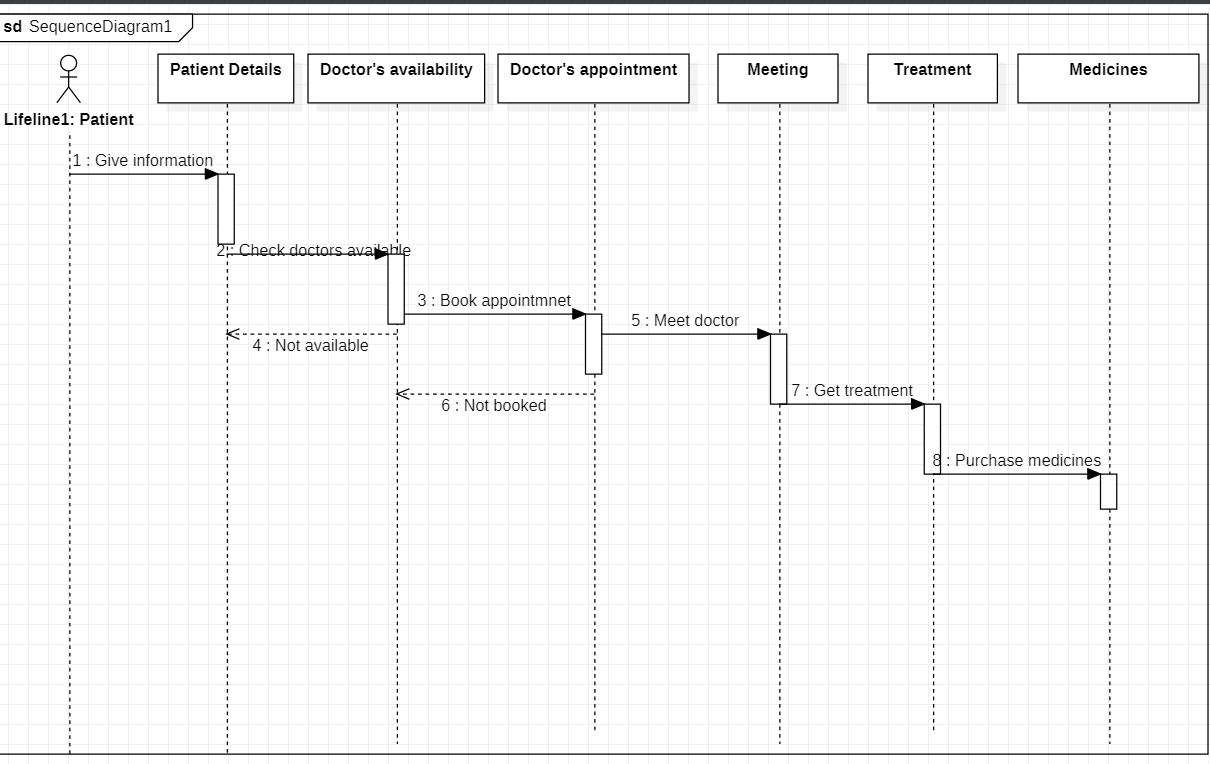 sd SequenceDiagram1
Patient Details
Doctor's availability
Doctor's appointment
Meeting
Treatment
Medicines
Lifeline1: Patient
1 : Give information
2 : Check doctors available
3 : Book appointmnet
5 : Meet doctor
4 : Not available
7 : Get treatment
6 : Not booked
8 : Purchase medicines